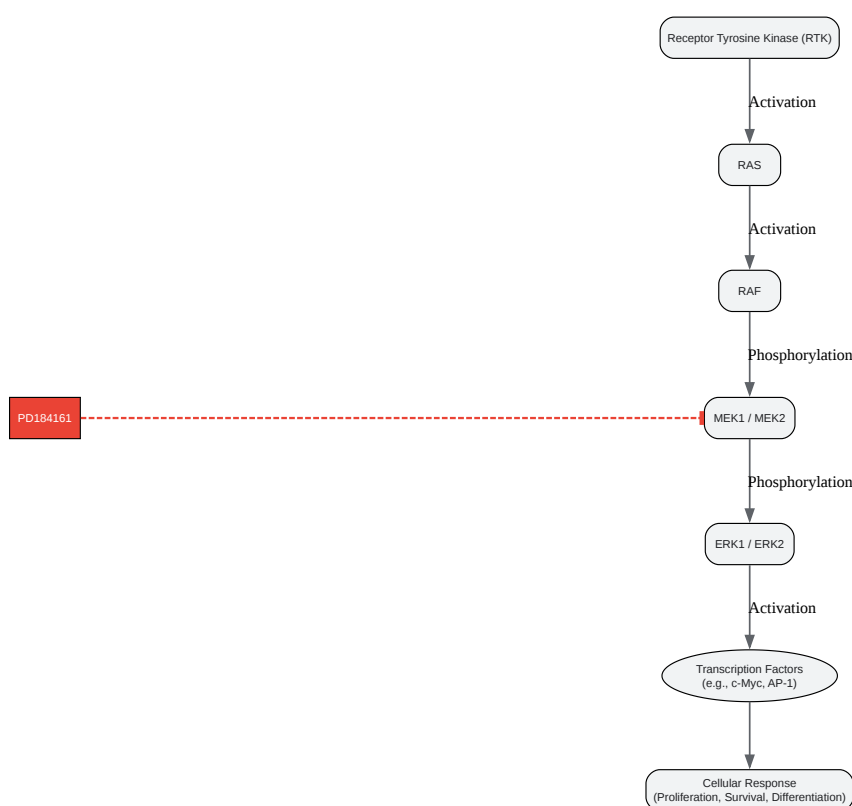 Receptor Tyrosine Kinase (RTK)
Activation
RAS
Activation
RAF
Phosphorylation
PD184161
MEK1 / MEK2
Phosphorylation
ERK1 / ERK2
Activation
Transcription Factors
(e.g., c-Myc, AP-1)
Cellular Response
(Proliferation, Survival, Differentiation)